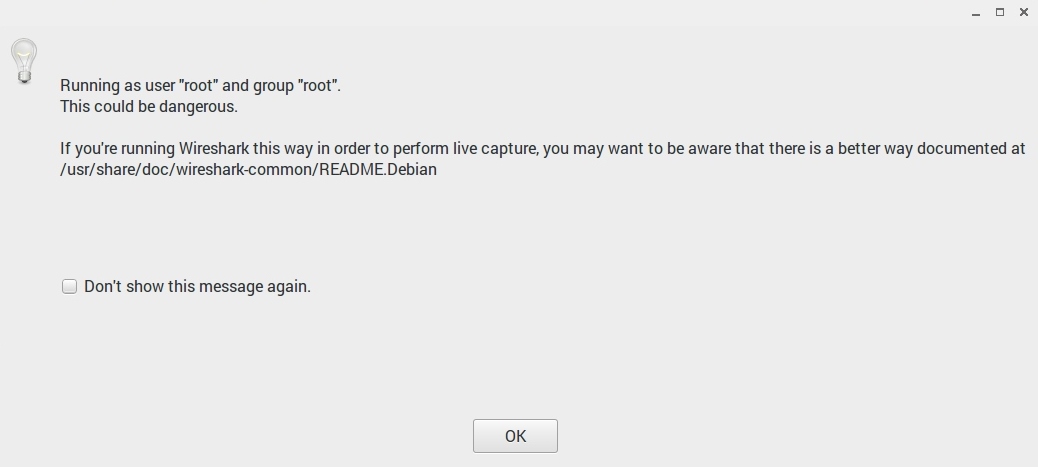 Running as user "root" and group "root".
This could be dangerous.
If you're running Wireshark this way in order to perform live capture, you may want to be aware that there is a better way documented at
/usr/share/doc/wireshark-common/README.Debian
Don't show this message again.
OK